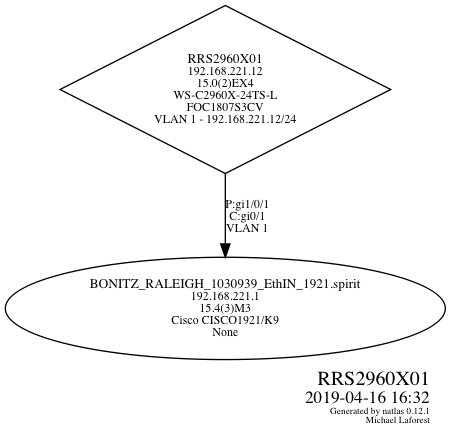 RRS2960X01
192.168.221.12
15.0(2)EX4
WS-C2960X-24TS-L
FOC1807S3CV
VLAN 1 - 192.168.221.12/24
P:gi1/0/1
C:gi0/1
VLAN 1
BONITZ_RALEIGH_1030939_EthIN_1921.spirit
192.168.221.1
15.4(3)M3
Cisco CISCO1921/K9
None
RRS2960X01
2019-04-16 16:32
Generated by natlas 0.12.1
Michael Laforest